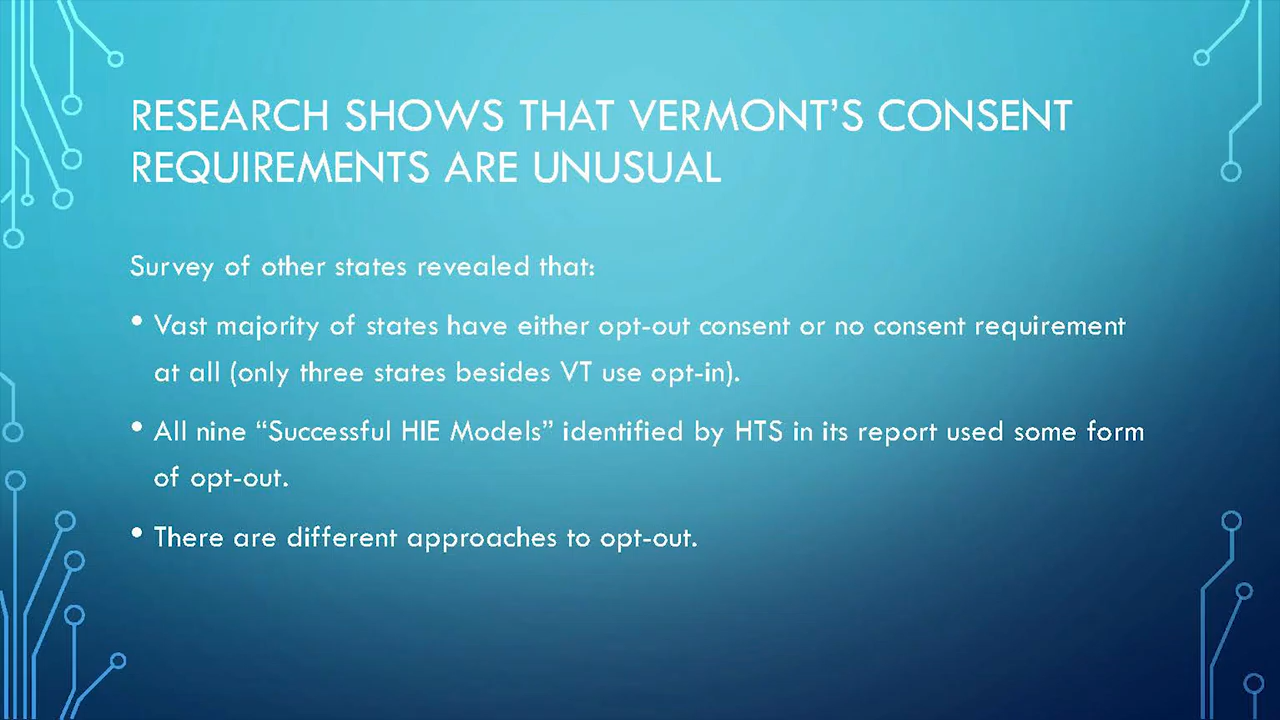 RESEARCH SHOWS THAT VERMONT’S CONSENT
REQUIREMENTS ARE UNUSUAL
Survey of other states revealed that:
• Vast majority of states have either opt-out consent or no consent requirement
at all (only three states besides VT use opt-in).
• All nine “Successful HIE Models” identified by HTS in its report used some form
of opt-out.
• There are different approaches to opt-out.